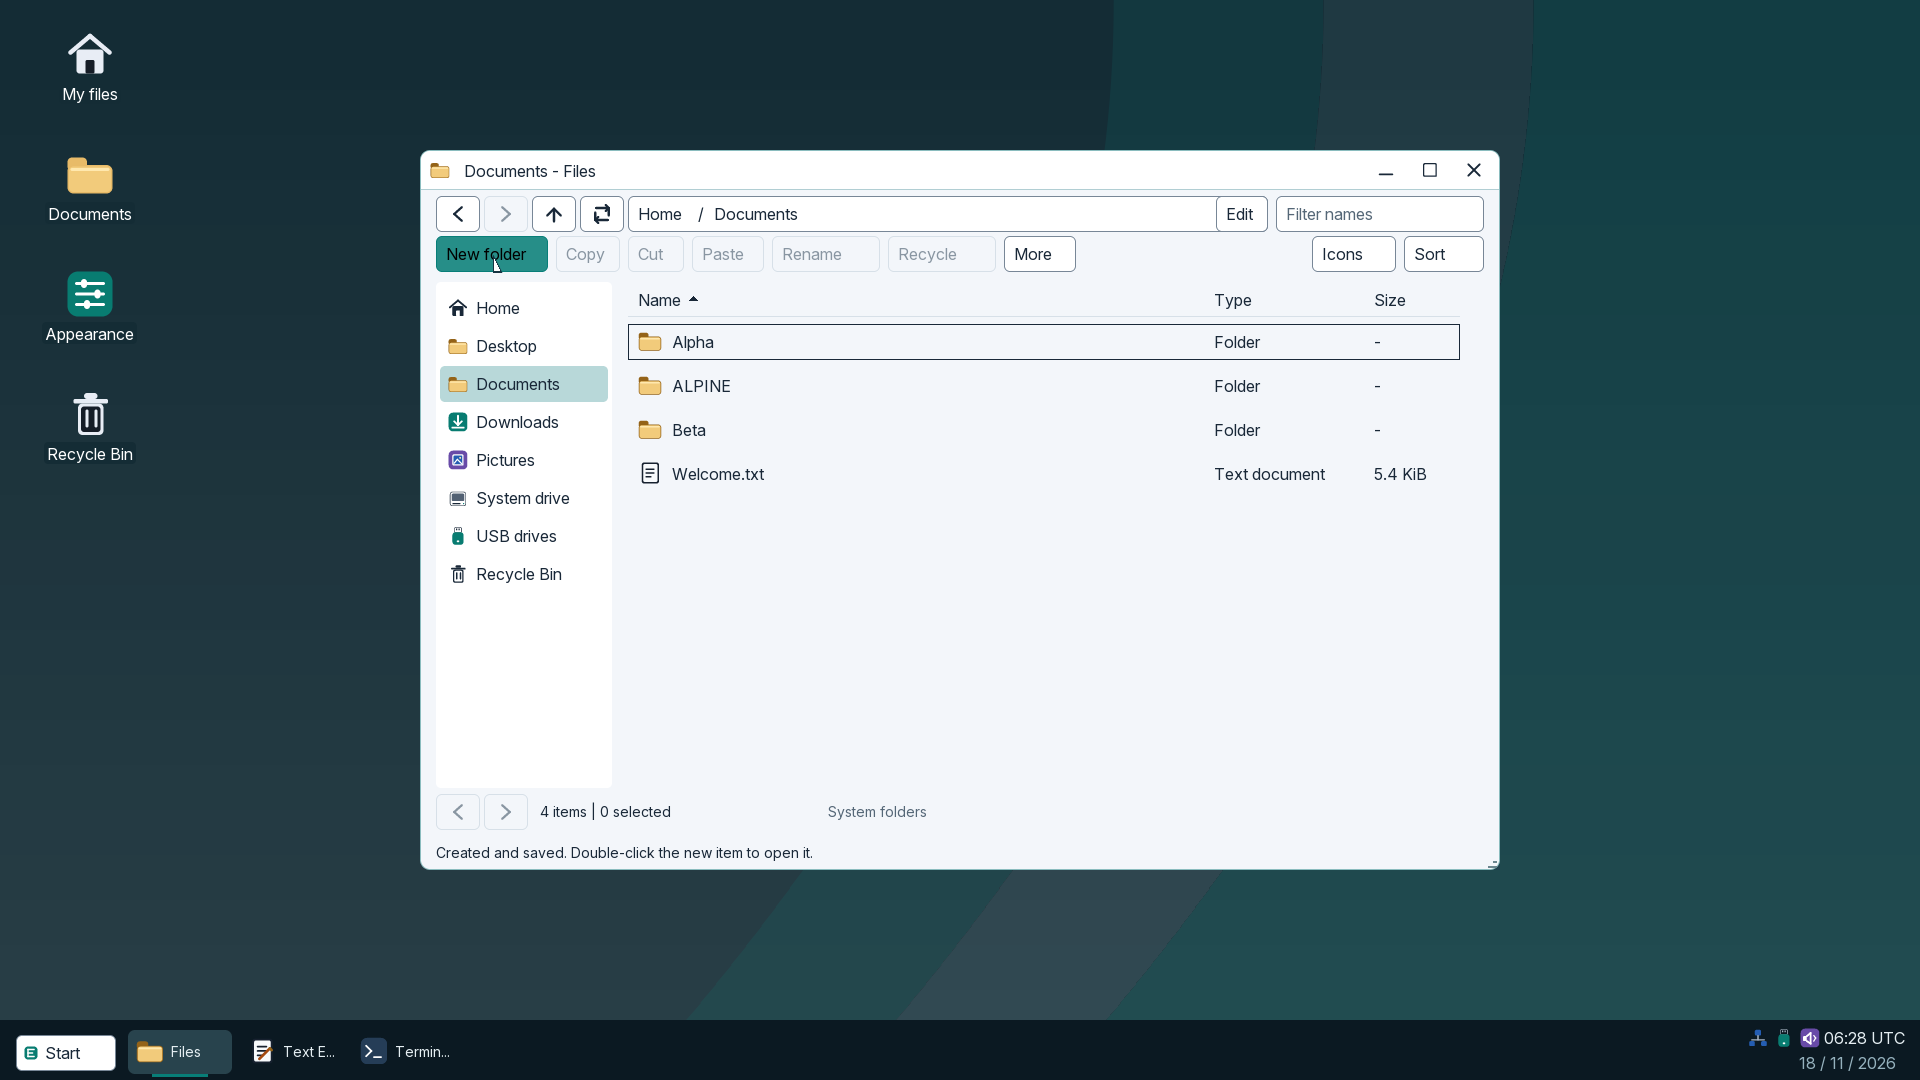 My files
Documents
Appearance
Recycle Bin
Documents - Files
Home / Documents
Edit
Filter names
New folder
Copy
Cut
Paste
Rename
Recycle
More
Icons
Sort
Home
Desktop
Documents
Downloads
Pictures
System drive
USB drives
Recycle Bin
Name Type Size
Alpha Folder -
ALPINE Folder -
Beta Folder -
Welcome.txt Text document 5.4 KiB
4 items | 0 selected
System folders
Created and saved. Double-click the new item to open it.
Start
Files
Text E...
Termin...
06:28 UTC
18 / 11 / 2026